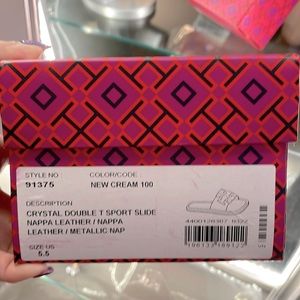 STYLE NO
COLOR/CODE
91375
NEW CREAM 100
DESCRIPTION
CRYSTAL DOUBLE T SPORT SLIDE
NAPPA LEATHER / NAPPA
LEATHER / METALLIC NAP
SIZE US
5.5